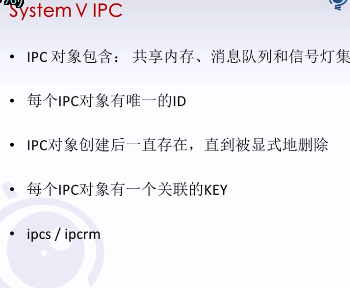 System V IPC
• IPC 对象包含： 共享内存、消息队列和信号灯集
• 每个IPC对象有唯一的ID
• IPC对象创建后一直存在，直到被显式地删除
• 每个IPC对象有一个关联的KEY
• ipcs / ipcrm